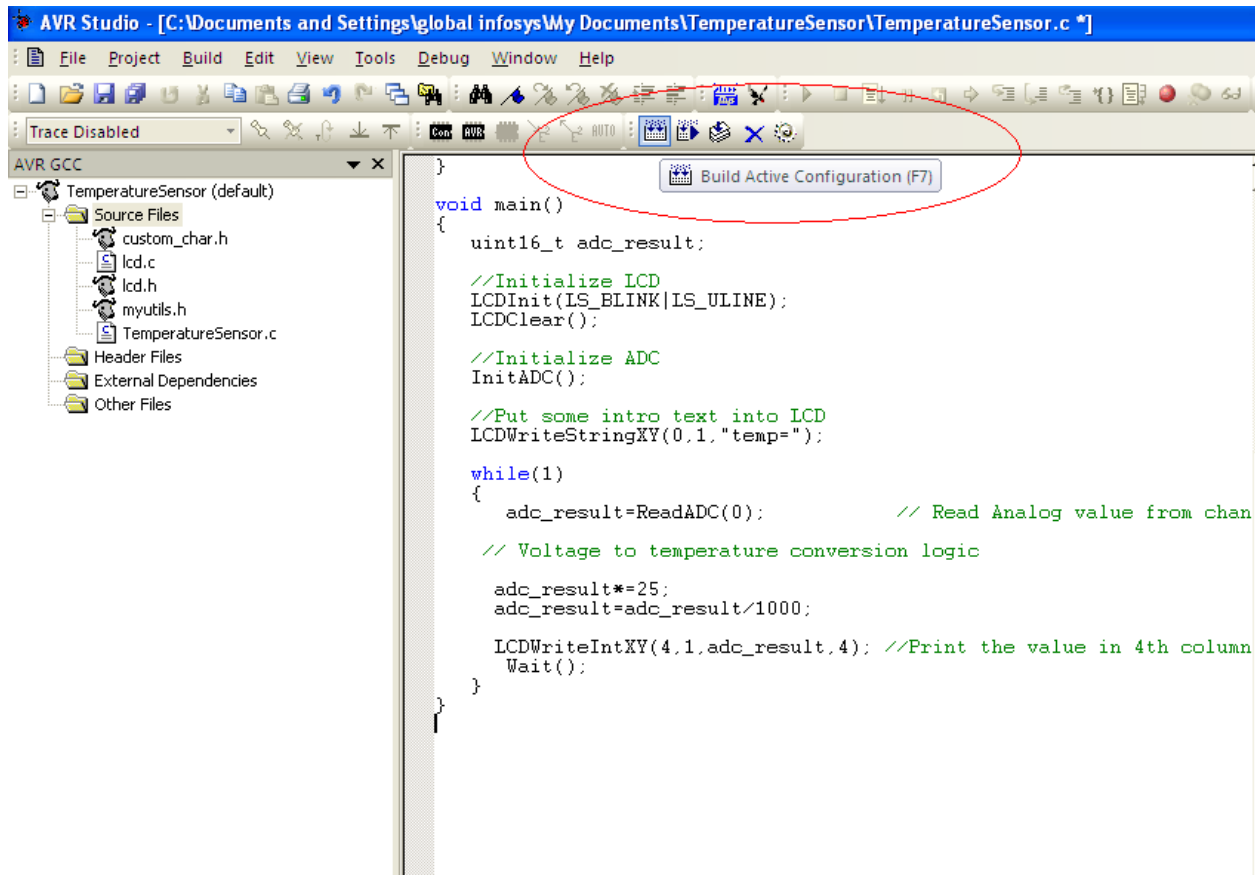 AVR Studio - [C:\Documents and Settings\global infosys\My Documents\TemperatureSensor\TemperatureSensor.c *]
File Project Build Edit View Tools Debug Window Help
Trace Disabled
Con AVR AUTO
AVR GCC
Build Active Configuration (F7)
TemperatureSensor (default)
Source Files
custom_char.h
lcd.c
lcd.h
myutils.h
TemperatureSensor.c
Header Files
External Dependencies
Other Files
}
void main()
{
uint16_t adc_result;
//Initialize LCD
LCDInit(LS_BLINK|LS_ULINE);
LCDClear();
//Initialize ADC
InitADC();
//Put some intro text into LCD
LCDWriteStringXY(0,1,"temp=");
while(1)
{
adc_result=ReadADC(0); // Read Analog value from chan
// Voltage to temperature conversion logic
adc_result*=25;
adc_result=adc_result/1000;
LCDWriteIntXY(4,1,adc_result,4); //Print the value in 4th column
Wait();
}
}